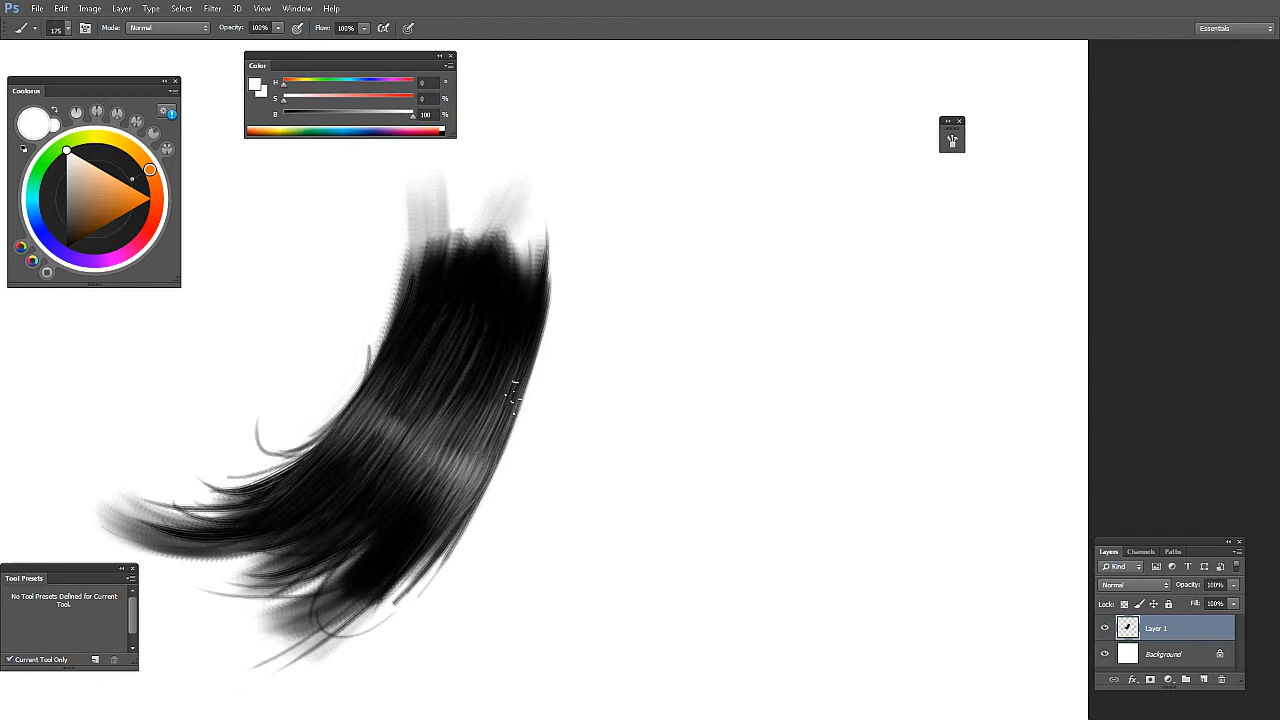 Ps File Edit Image Layer Type Select Filter 3D View Window Help
175 Mode: Normal Opacity: 100% Flow: 100% Essentials
Color
H 0 °
S 0 %
B 100 %
Coolorus
Tool Presets
No Tool Presets Defined for Current
Tool.
Current Tool Only
Layers Channels Paths
Kind
Normal Opacity: 100%
Lock: Fill: 100%
Layer 1
Background